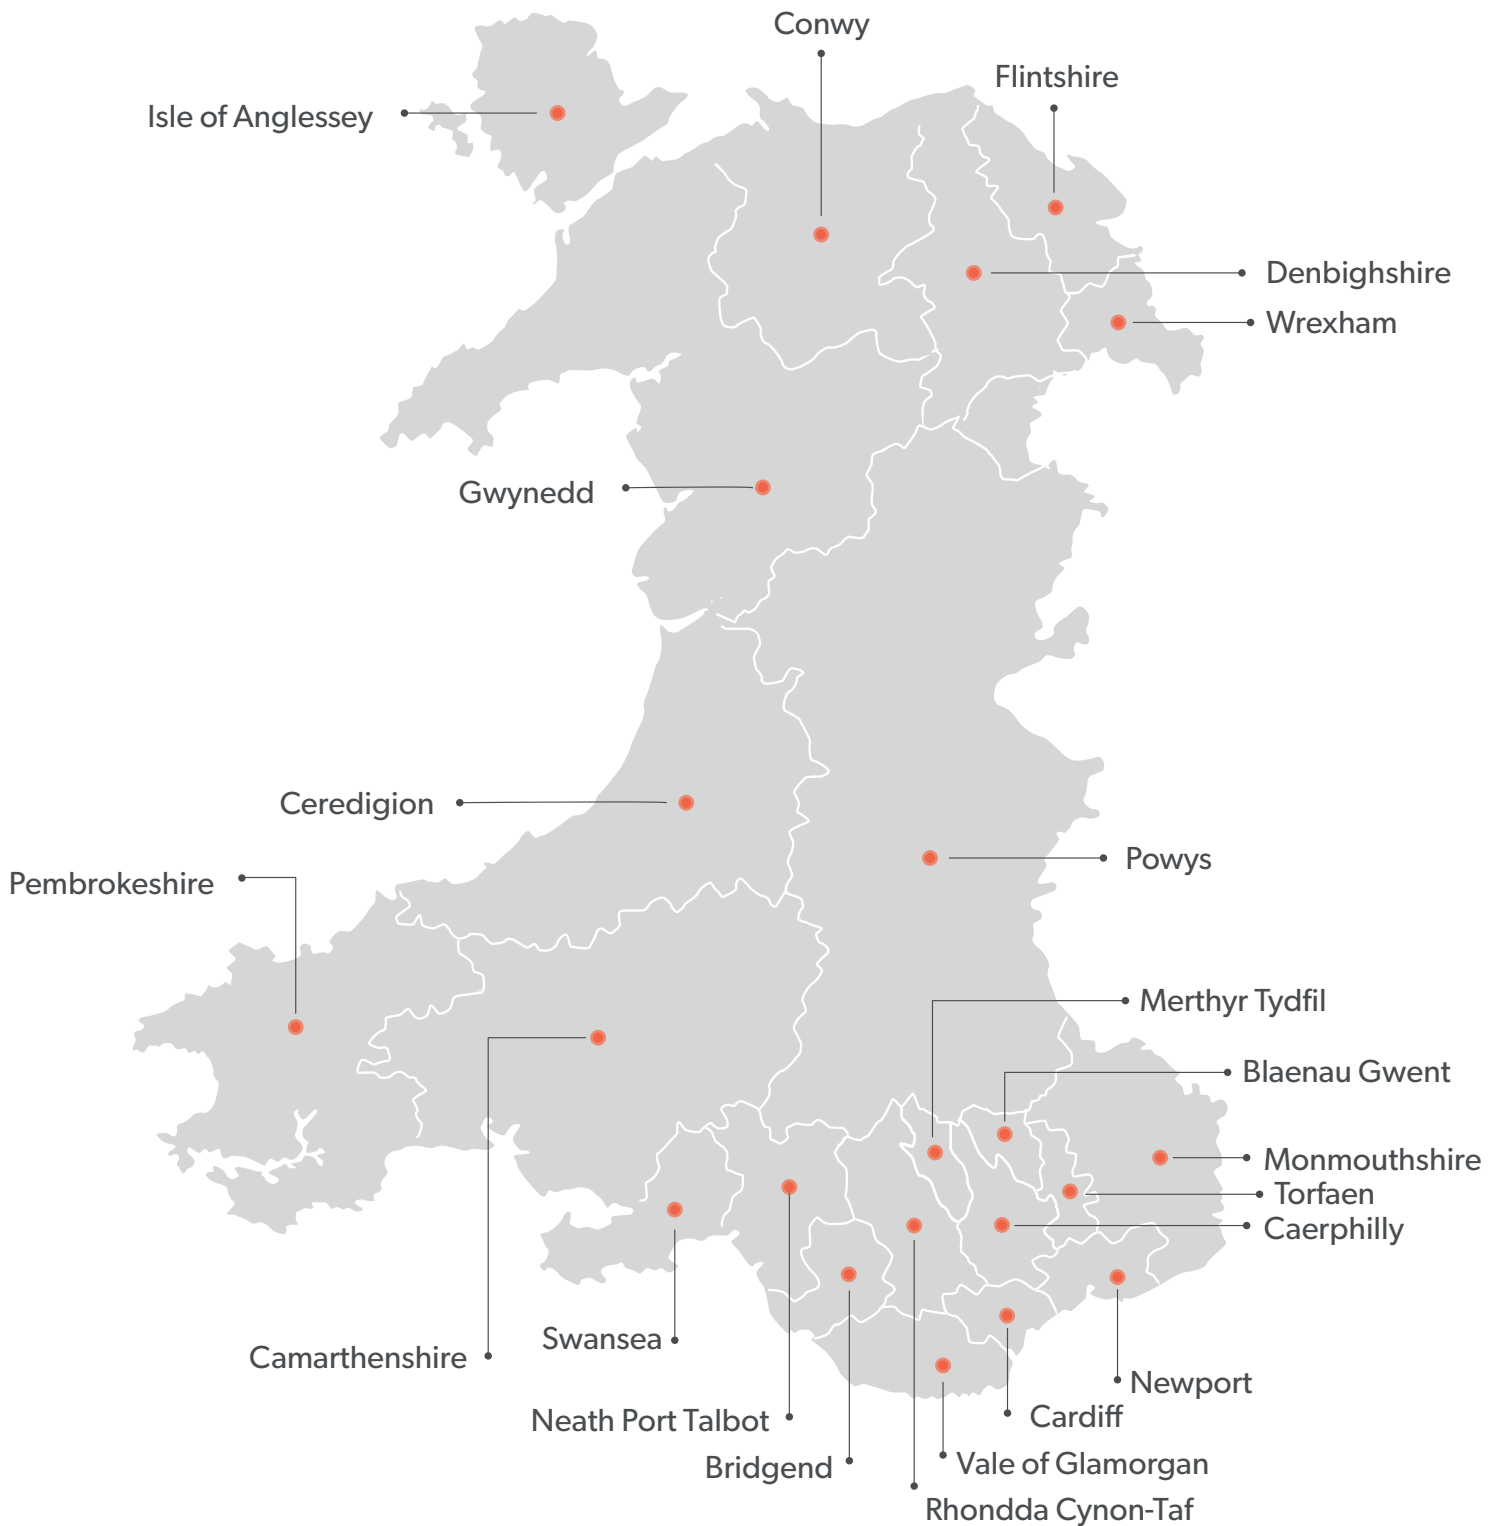 Conwy
Flintshire
Isle of Anglessey
Denbighshire
Wrexham
Gwynedd
Ceredigion
Powys
Pembrokeshire
Merthyr Tydfil
Blaenau Gwent
Monmouthshire
Torfaen
Caerphilly
Swansea
Camarthenshire
Newport
Cardiff
Neath Port Talbot
Vale of Glamorgan
Bridgend
Rhondda Cynon-Taf